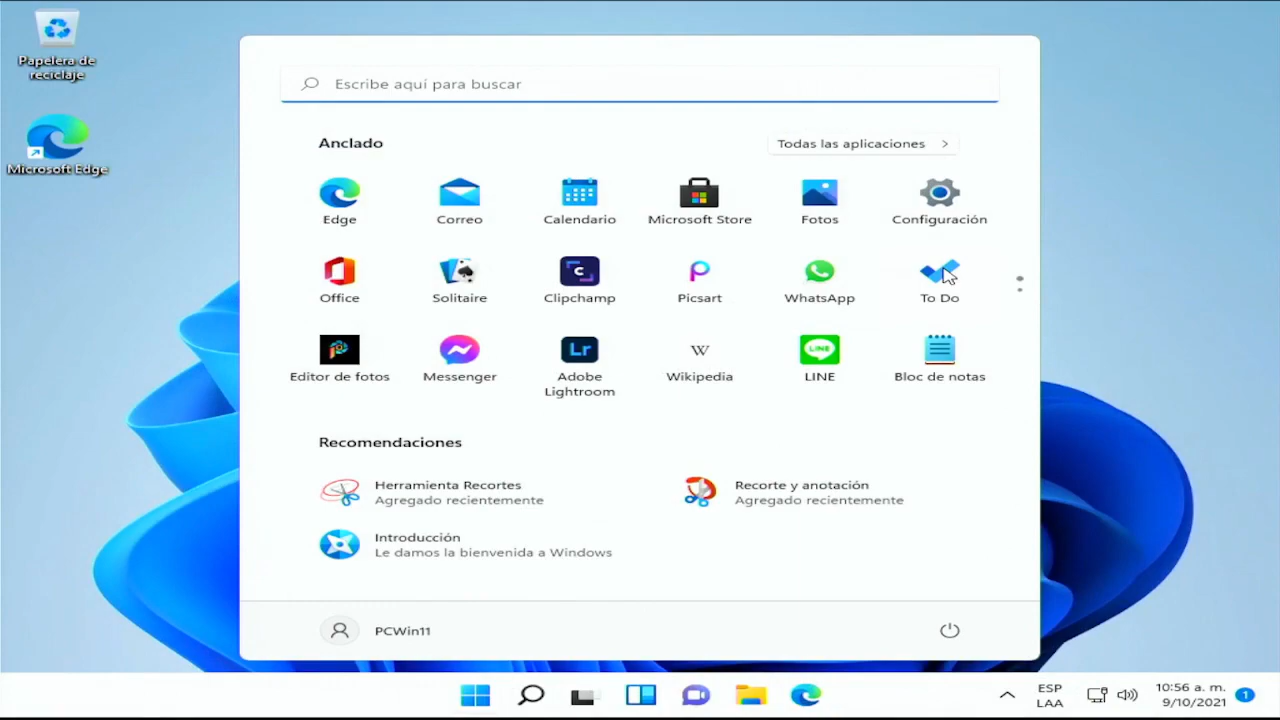 Papelera de
reciclaje
Microsoft Edge
Escribe aquí para buscar
Anclado
Todas las aplicaciones
Edge
Correo
Calendario
Microsoft Store
Fotos
Configuración
Office
Solitaire
Clipchamp
Picsart
WhatsApp
To Do
Editor de fotos
Messenger
Lr
Adobe
Lightroom
W
Wikipedia
LINE
LINE
Bloc de notas
Recomendaciones
Herramienta Recortes
Agregado recientemente
Recorte y anotación
Agregado recientemente
Introducción
Le damos la bienvenida a Windows
PCWin11
ESP
LAA
10:56 a. m.
9/10/2021
1